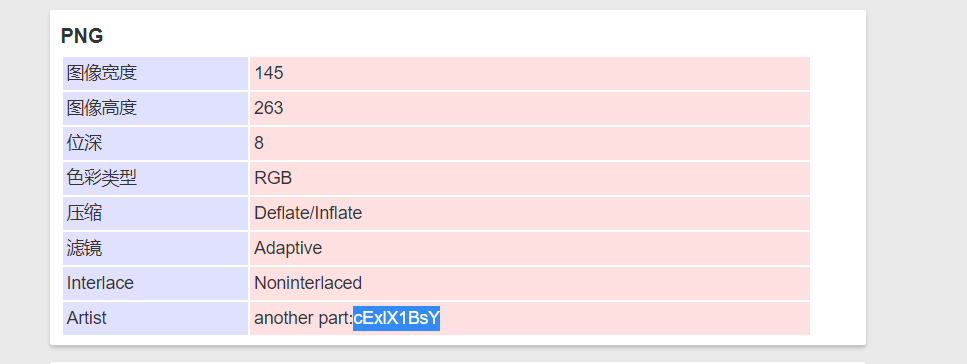 PNG
图像宽度 145
图像高度 263
位深 8
色彩类型 RGB
压缩 Deflate/Inflate
滤镜 Adaptive
Interlace Noninterlaced
Artist another part:cExlX1BsY